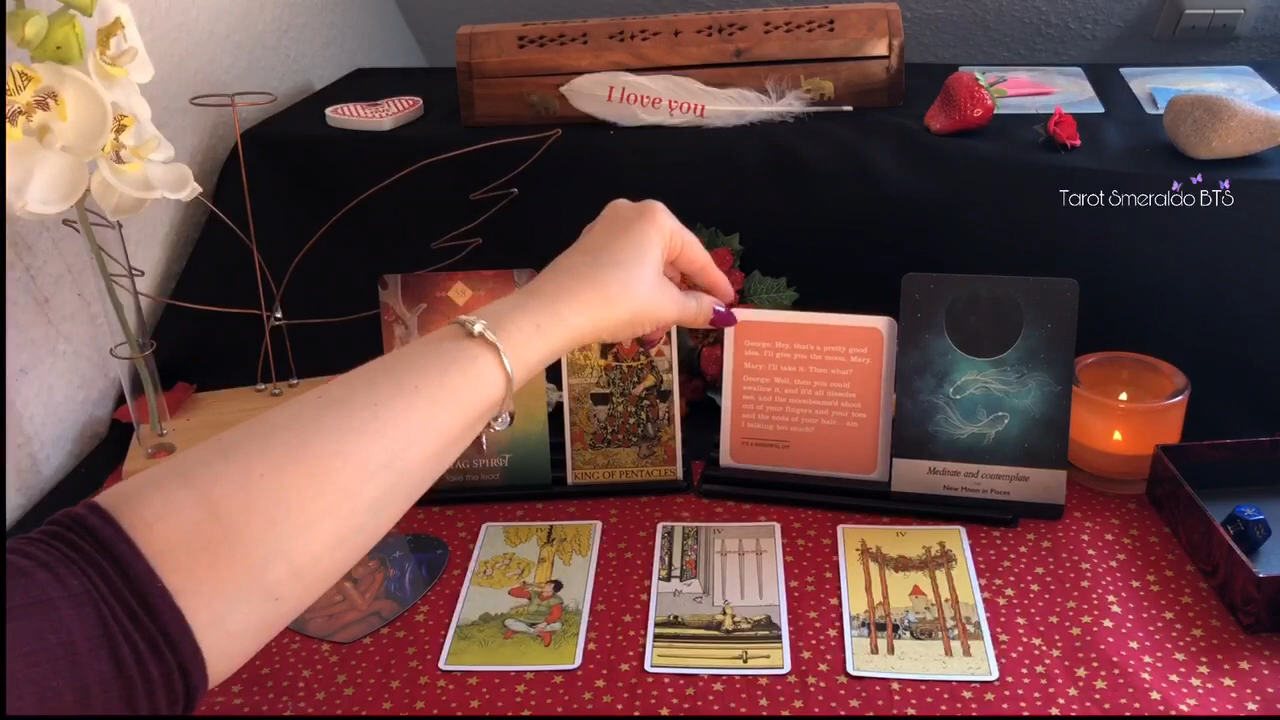 I love you
Tarot Smeraldo BTS
George: Hey, that's a pretty good
idea. I'll give you the moon, Mary.
Mary: I'll take it. Then what?
George: Well, then you could
swallow it, and it'd all dissolve
see, and the moonbeams'd shoot
out of your fingers and your toes
and the ends of your hair... am
I talking too much?
IT'S A WONDERFUL LIFE
STAG SPIRIT
Take the lead
KING OF PENTACLES
Meditate and contemplate
New Moon in Pisces
IV
IV
IV